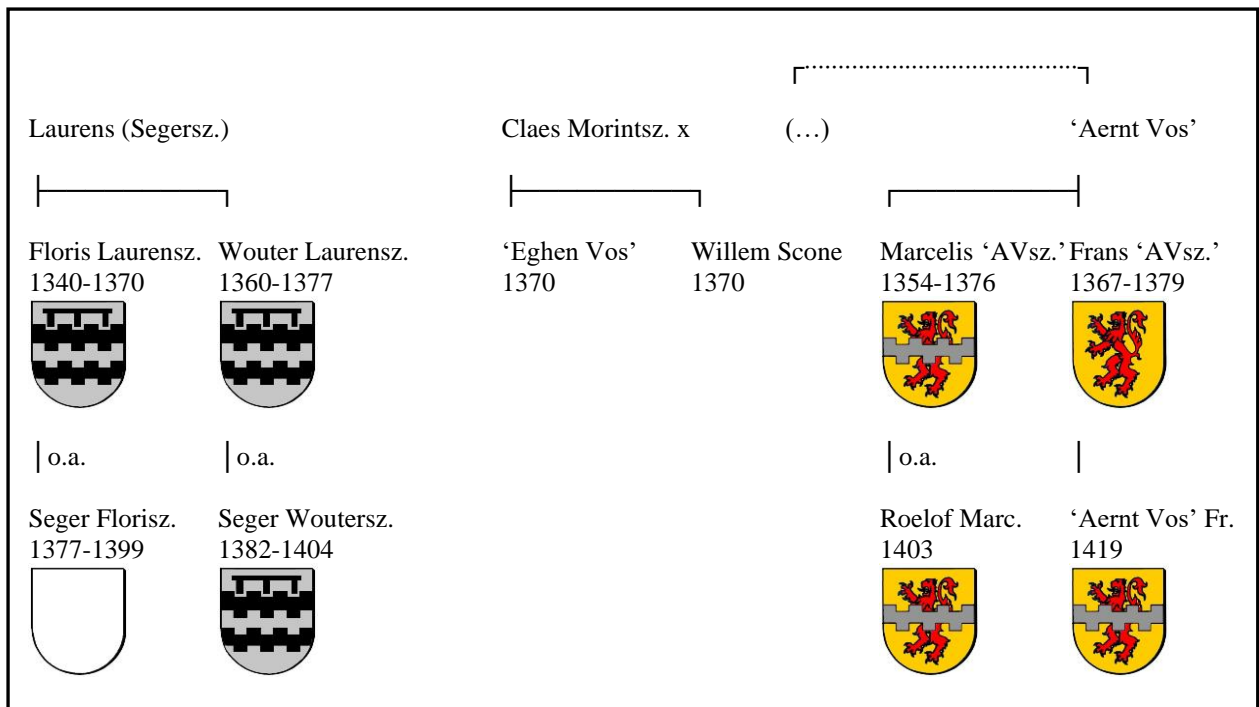 Laurens (Segersz.) Claes Morintsz. x (…) ‘Aernt Vos’
Floris Laurensz. Wouter Laurensz. ‘Eghen Vos’ Willem Scone Marcelis ‘AVsz.’ Frans ‘AVsz.’
1340-1370 1360-1377 1370 1370 1354-1376 1367-1379
o.a. o.a. o.a.
Seger Florisz. Seger Woutersz. Roelof Marc. ‘Aernt Vos’ Fr.
1377-1399 1382-1404 1403 1419